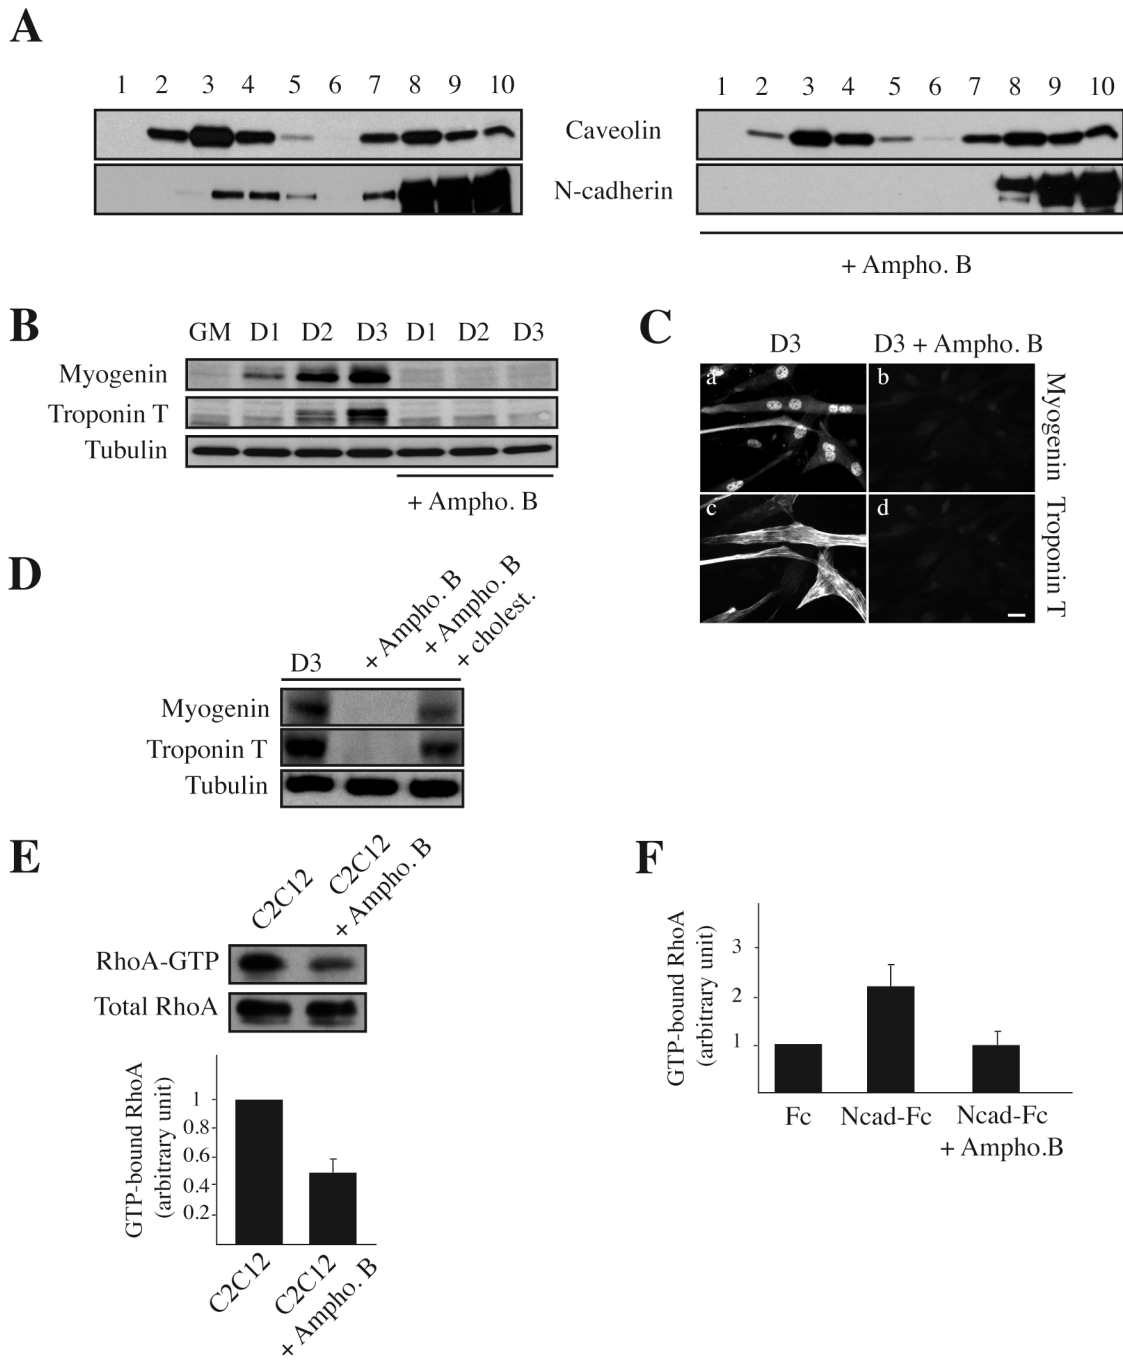 A
1 2 3 4 5 6 7 8 9 10
1 2 3 4 5 6 7 8 9 10
Caveolin
N-cadherin
+ Ampho. B
B
GM D1 D2 D3 D1 D2 D3
Myogenin
Troponin T
Tubulin
+ Ampho. B
C
D3
D3 + Ampho. B
a
b
Myogenin
c
d
Troponin T
D
D3
+ Ampho. B
+ Ampho. B
+ cholest.
Myogenin
Troponin T
Tubulin
E
C2C12
C2C12
+ Ampho. B
RhoA-GTP
Total RhoA
GTP-bound RhoA
(arbitrary unit)
1
0.8
0.6
0.4
0.2
C2C12
C2C12
+ Ampho. B
F
GTP-bound RhoA
(arbitrary unit)
3
2
1
Fc
Ncad-Fc
Ncad-Fc
+ Ampho.B